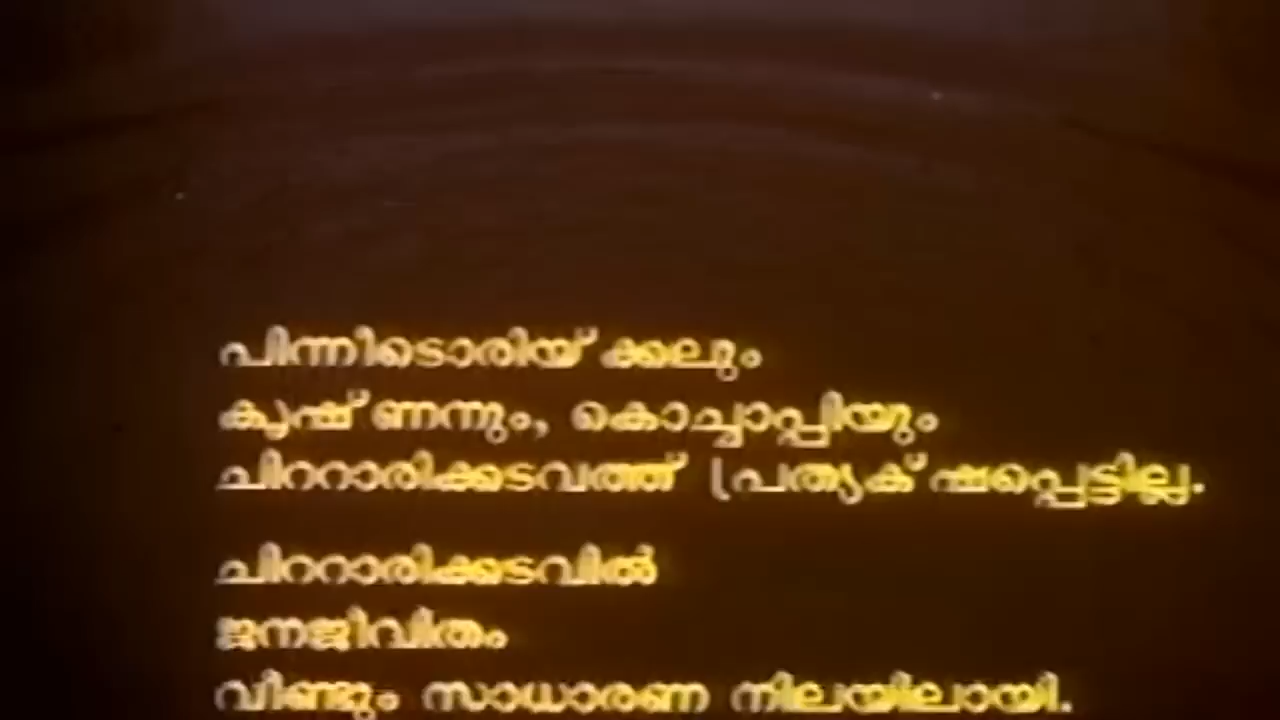 പിന്നീടൊരിയ്ക്കലും
കൃഷ്ണന്നും, കൊച്ചാപ്പിയും
ചിററാരിക്കടവത്ത് പ്രത്യക്ഷപ്പെട്ടില്ല.
ചിററാരിക്കടവിൽ
ജനജീവിതം
വീണ്ടും സാധാരണ നിലയിലായി.